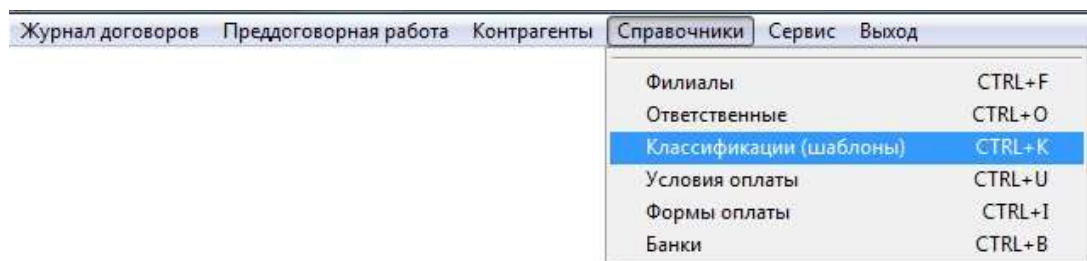 Журнал договоров Преддоговорная работа Контрагенты Справочники Сервис Выход
Филиалы CTRL+F
Ответственные CTRL+O
Классификации (шаблоны) CTRL+K
Условия оплаты CTRL+U
Формы оплаты CTRL+I
Банки CTRL+B